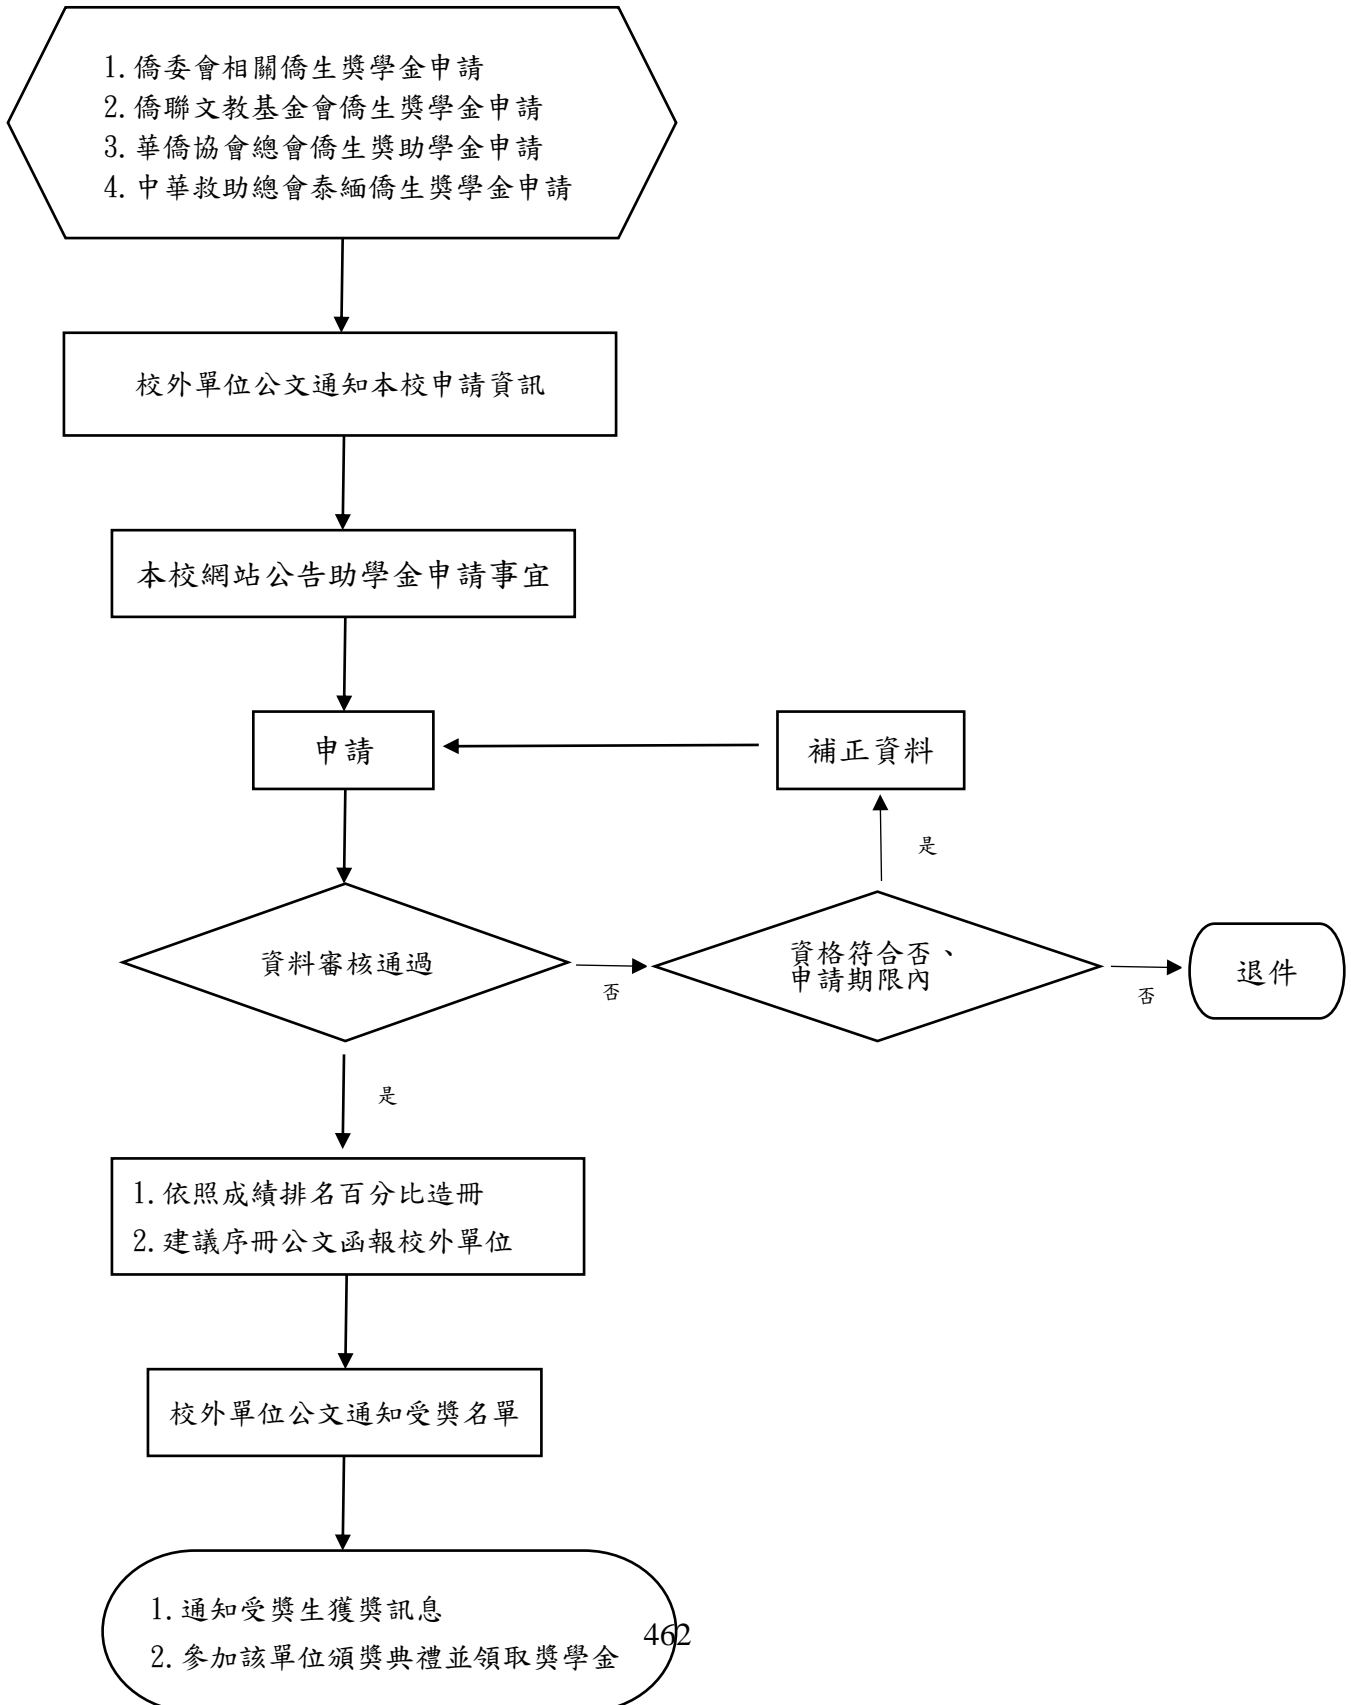 1.僑委會相關僑生獎學金申請
2.僑聯文教基金會僑生獎學金申請
3.華僑協會總會僑生獎助學金申請
4.中華救助總會泰緬僑生獎學金申請
校外單位公文通知本校申請資訊
本校網站公告助學金申請事宜
申請
補正資料
是
資料審核通過
否
資格符合否、
申請期限內
否
退件
是
1.依照成績排名百分比造冊
2.建議序冊公文函報校外單位
校外單位公文通知受獎名單
1.通知受獎生獲獎訊息
2.參加該單位頒獎典禮並領取獎學金
462